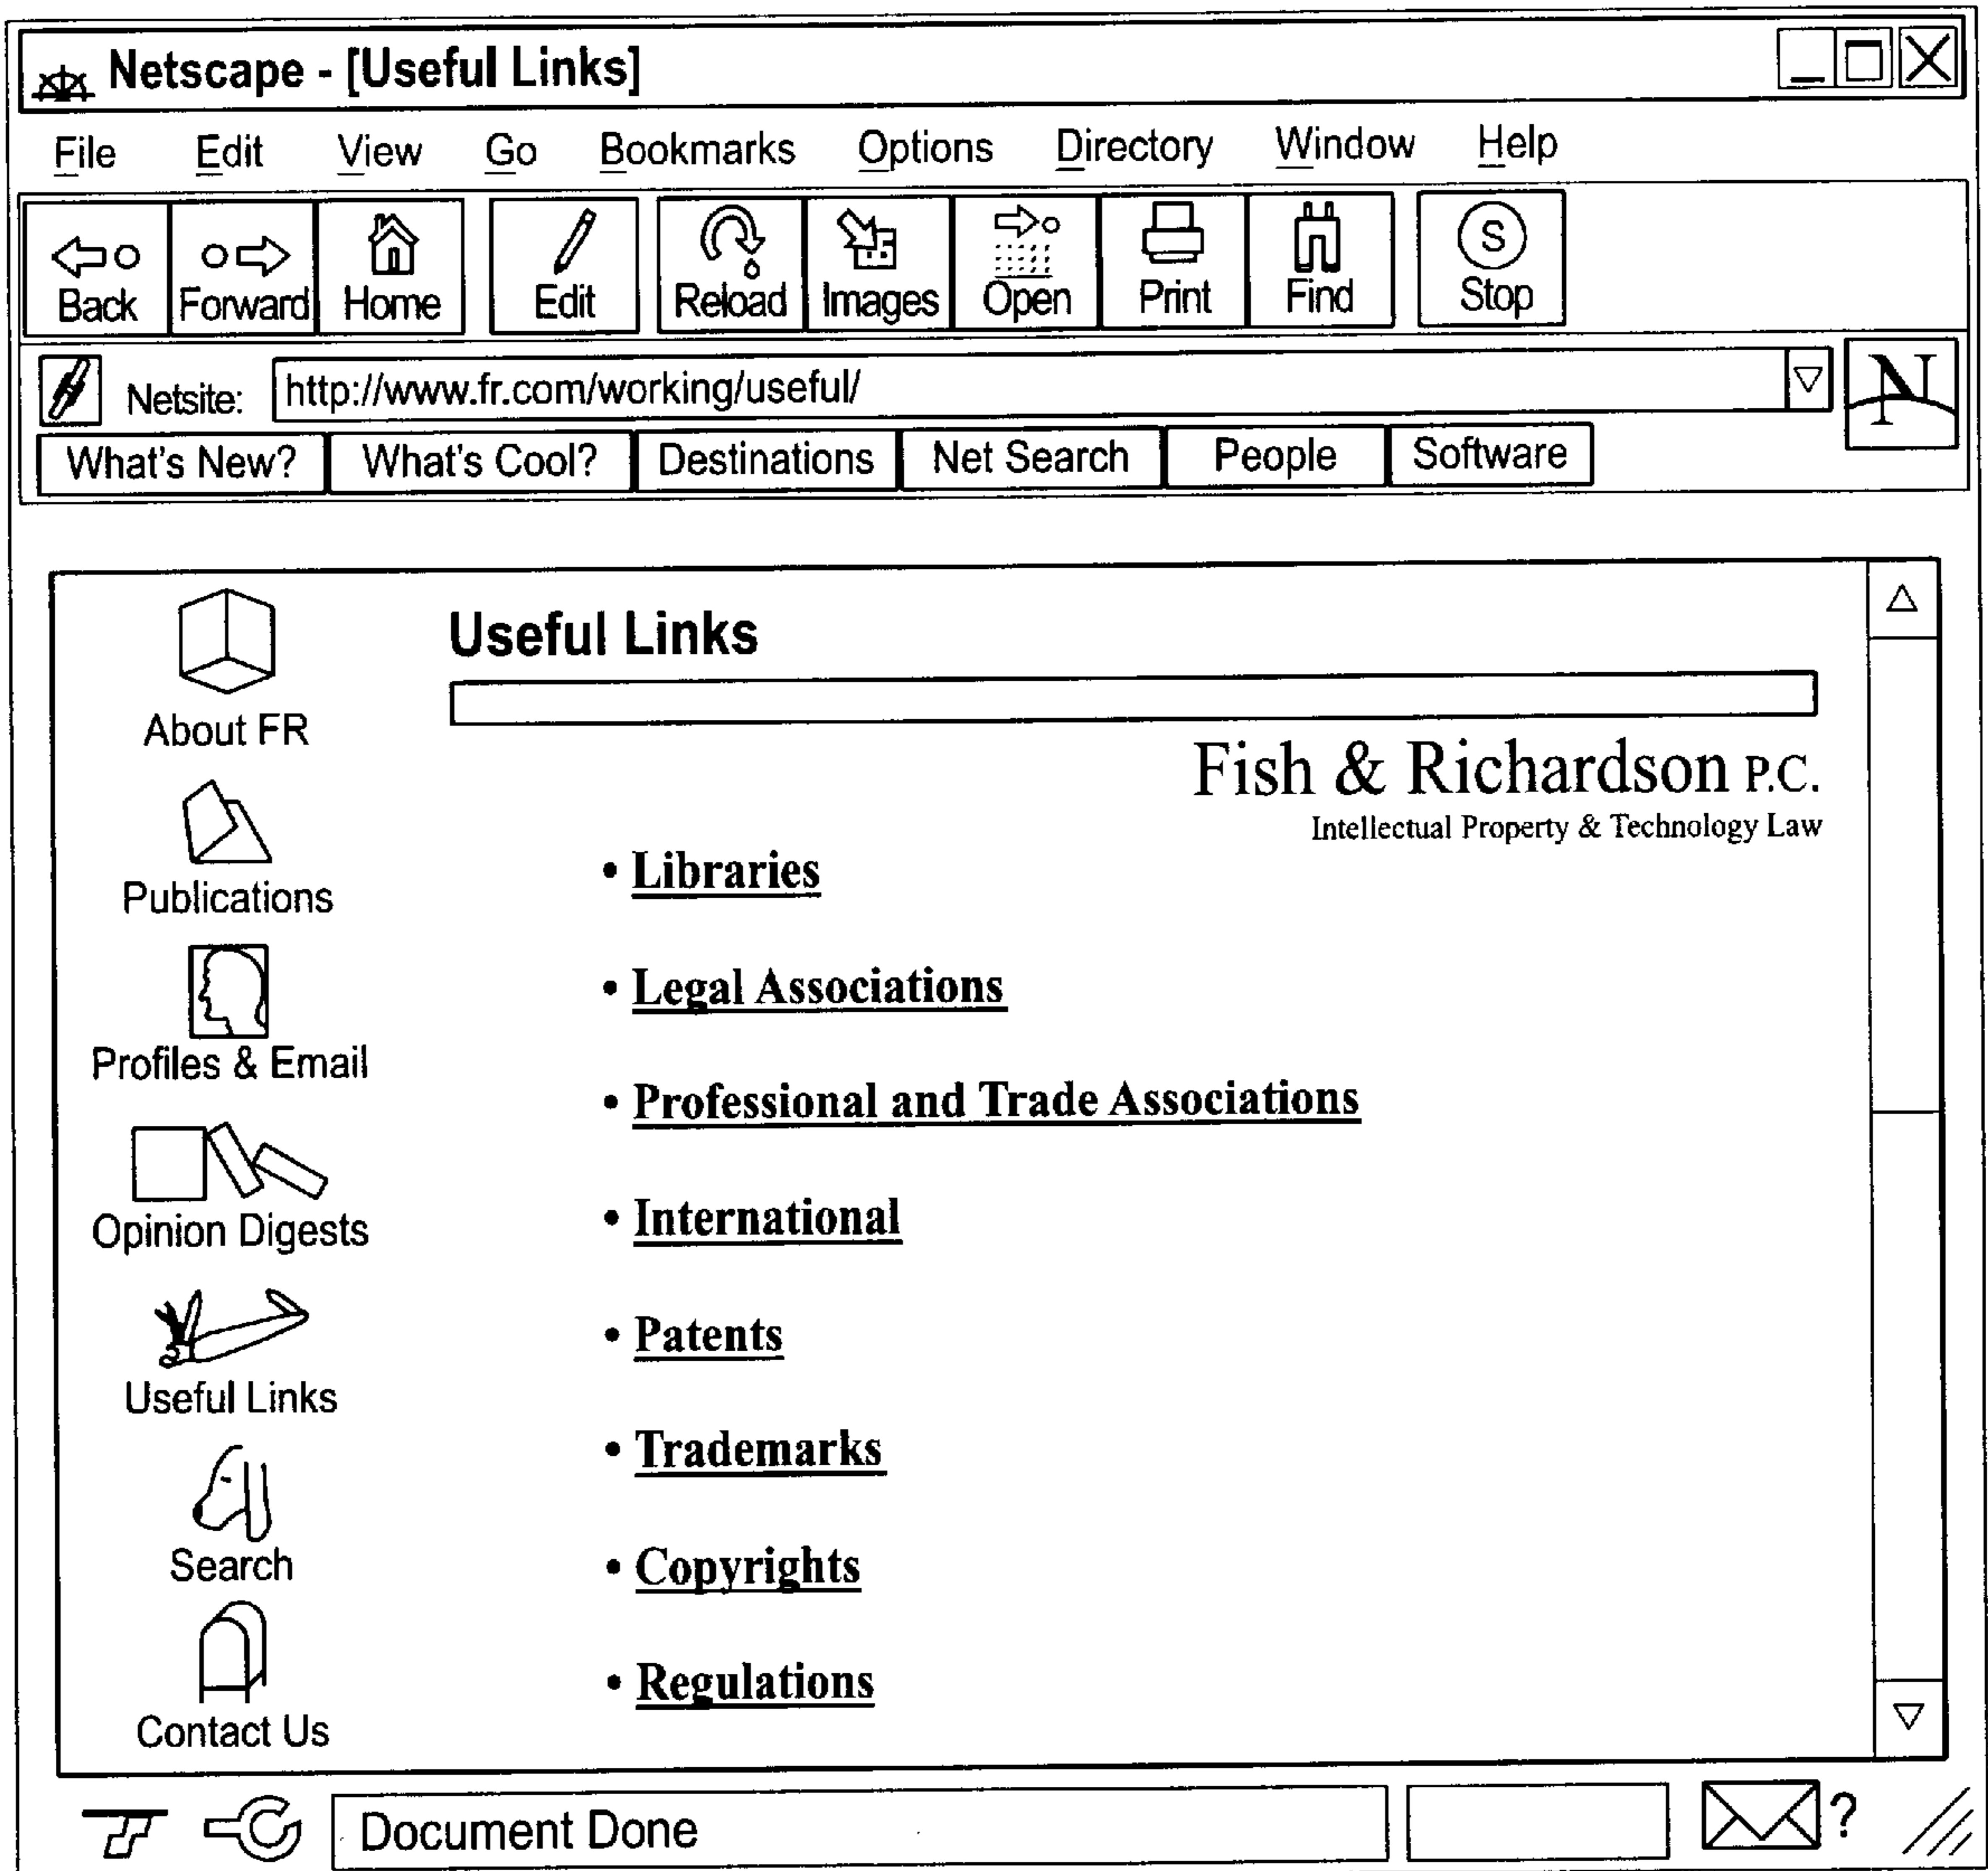 Netscape - [Useful Links]
File Edit View Go Bookmarks Options Directory Window Help
Back Forward Home Edit Reload Images Open Print Find S Stop
Netsite: http://www.fr.com/working/useful/ N
What's New? What's Cool? Destinations Net Search People Software
About FR
Publications
Profiles & Email
Opinion Digests
Useful Links
Search
Contact Us
Useful Links
Fish & Richardson P.C.
Intellectual Property & Technology Law
• Libraries
• Legal Associations
• Professional and Trade Associations
• International
• Patents
• Trademarks
• Copyrights
• Regulations
Document Done ?